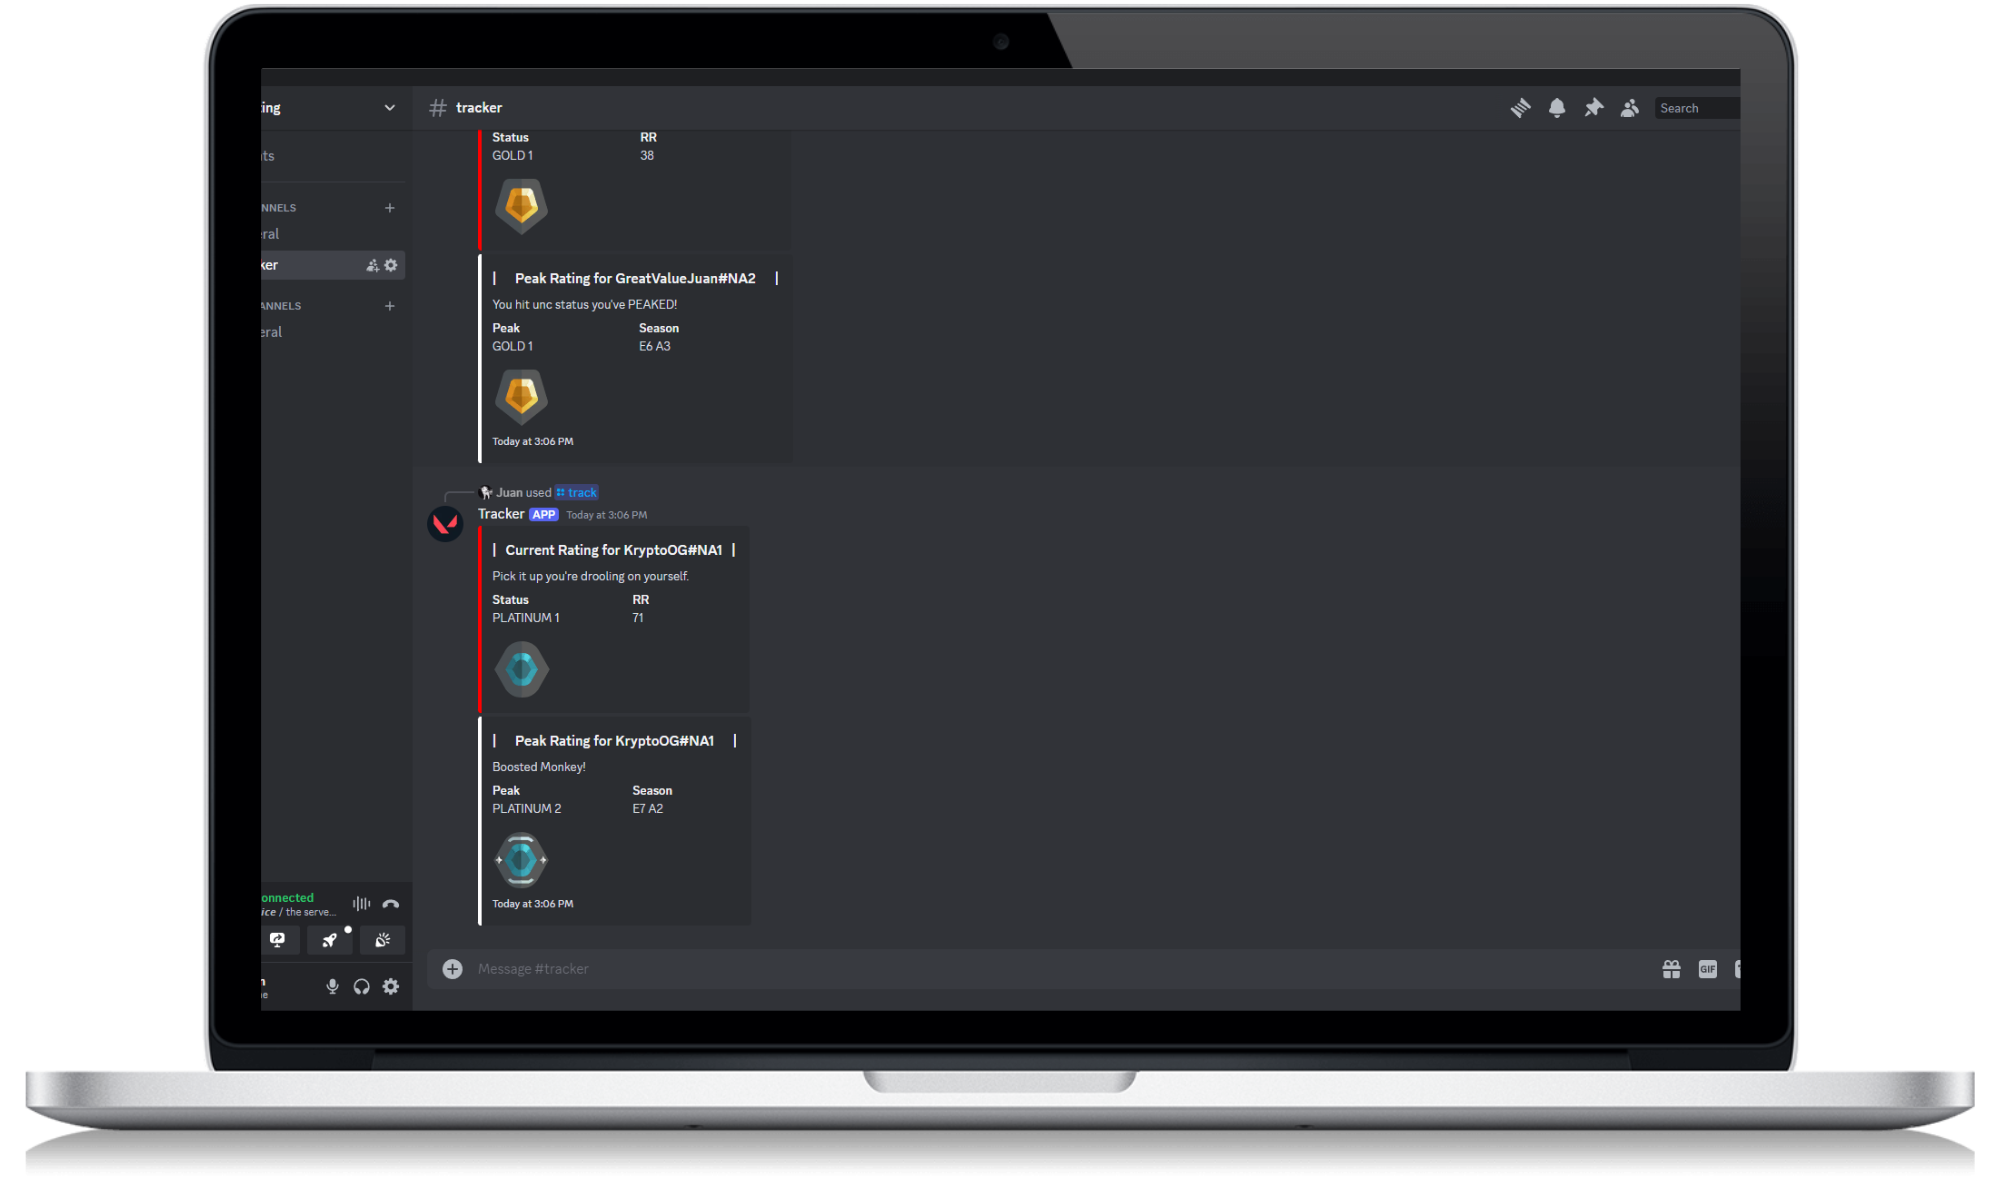 ing
# tracker
Search
Status RR
GOLD 1 38
ts
NNELS
ral
ker
ANNELS
eral
| Peak Rating for GreatValueJuan#NA2 |
You hit unc status you've PEAKED!
Peak Season
GOLD 1 E6 A3
Today at 3:06 PM
Juan used track
Tracker APP Today at 3:06 PM
| Current Rating for KryptoOG#NA1 |
Pick it up you're drooling on yourself.
Status RR
PLATINUM 1 71
| Peak Rating for KryptoOG#NA1 |
Boosted Monkey!
Peak Season
PLATINUM 2 E7 A2
Today at 3:06 PM
onnected
ice / the serve...
n
e
Message #tracker
GIF